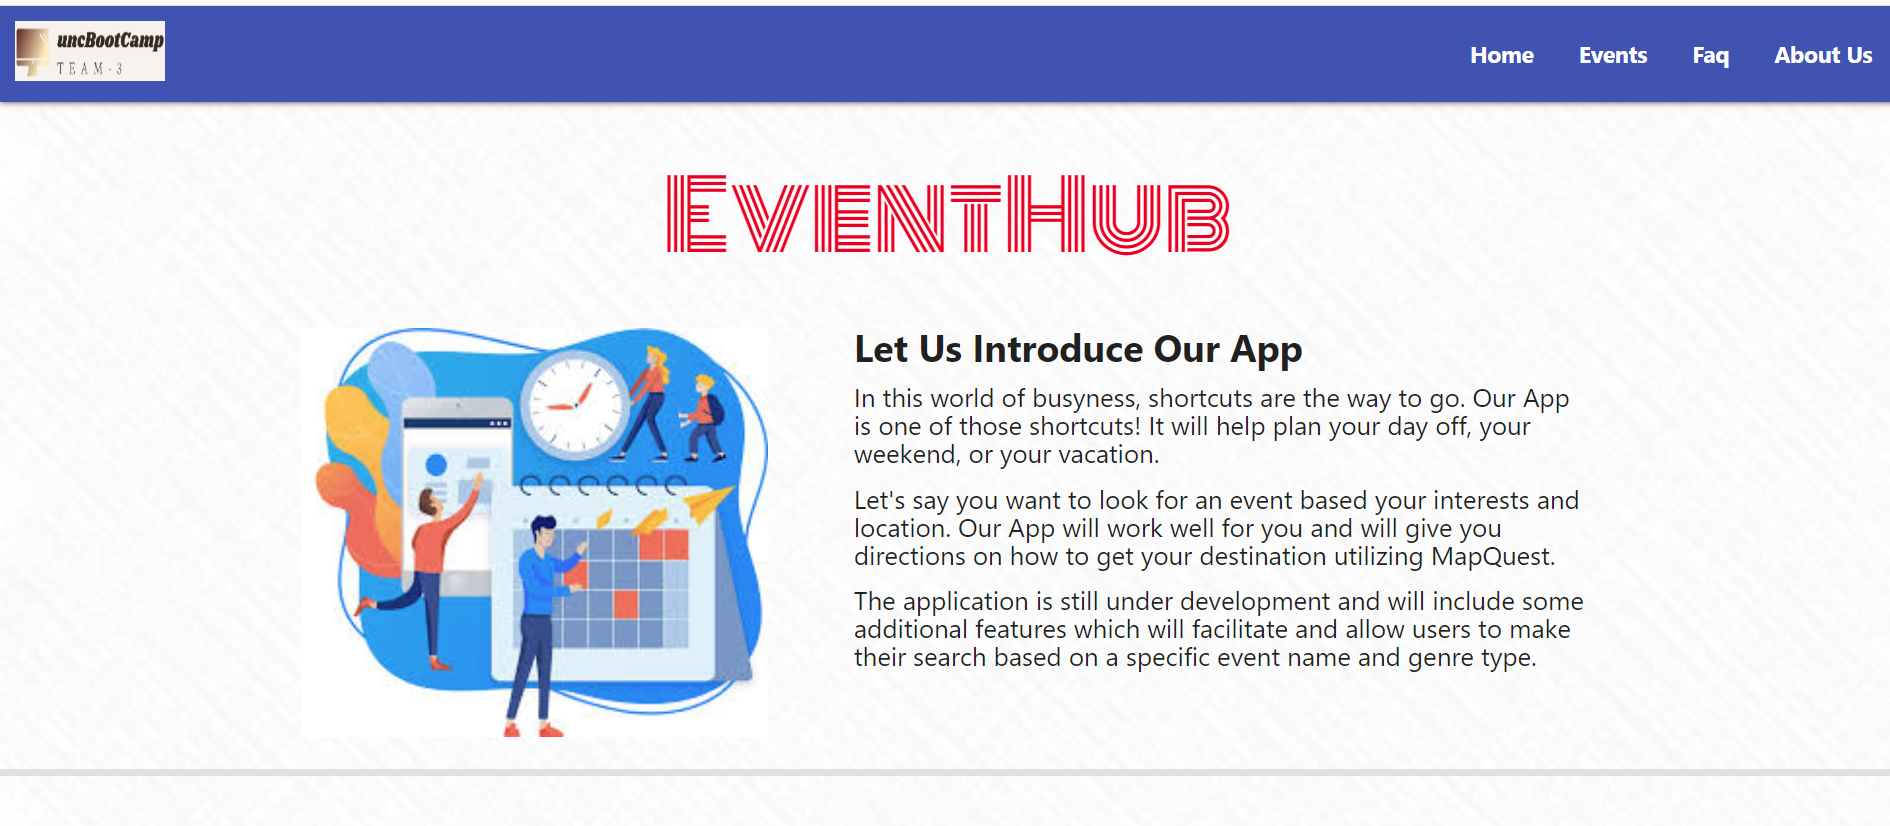 uncBootCamp
TEAM-3
Home Events Faq About Us
EventHub
Let Us Introduce Our App
In this world of busyness, shortcuts are the way to go. Our App
is one of those shortcuts! It will help plan your day off, your
weekend, or your vacation.
Let's say you want to look for an event based your interests and
location. Our App will work well for you and will give you
directions on how to get your destination utilizing MapQuest.
The application is still under development and will include some
additional features which will facilitate and allow users to make
their search based on a specific event name and genre type.